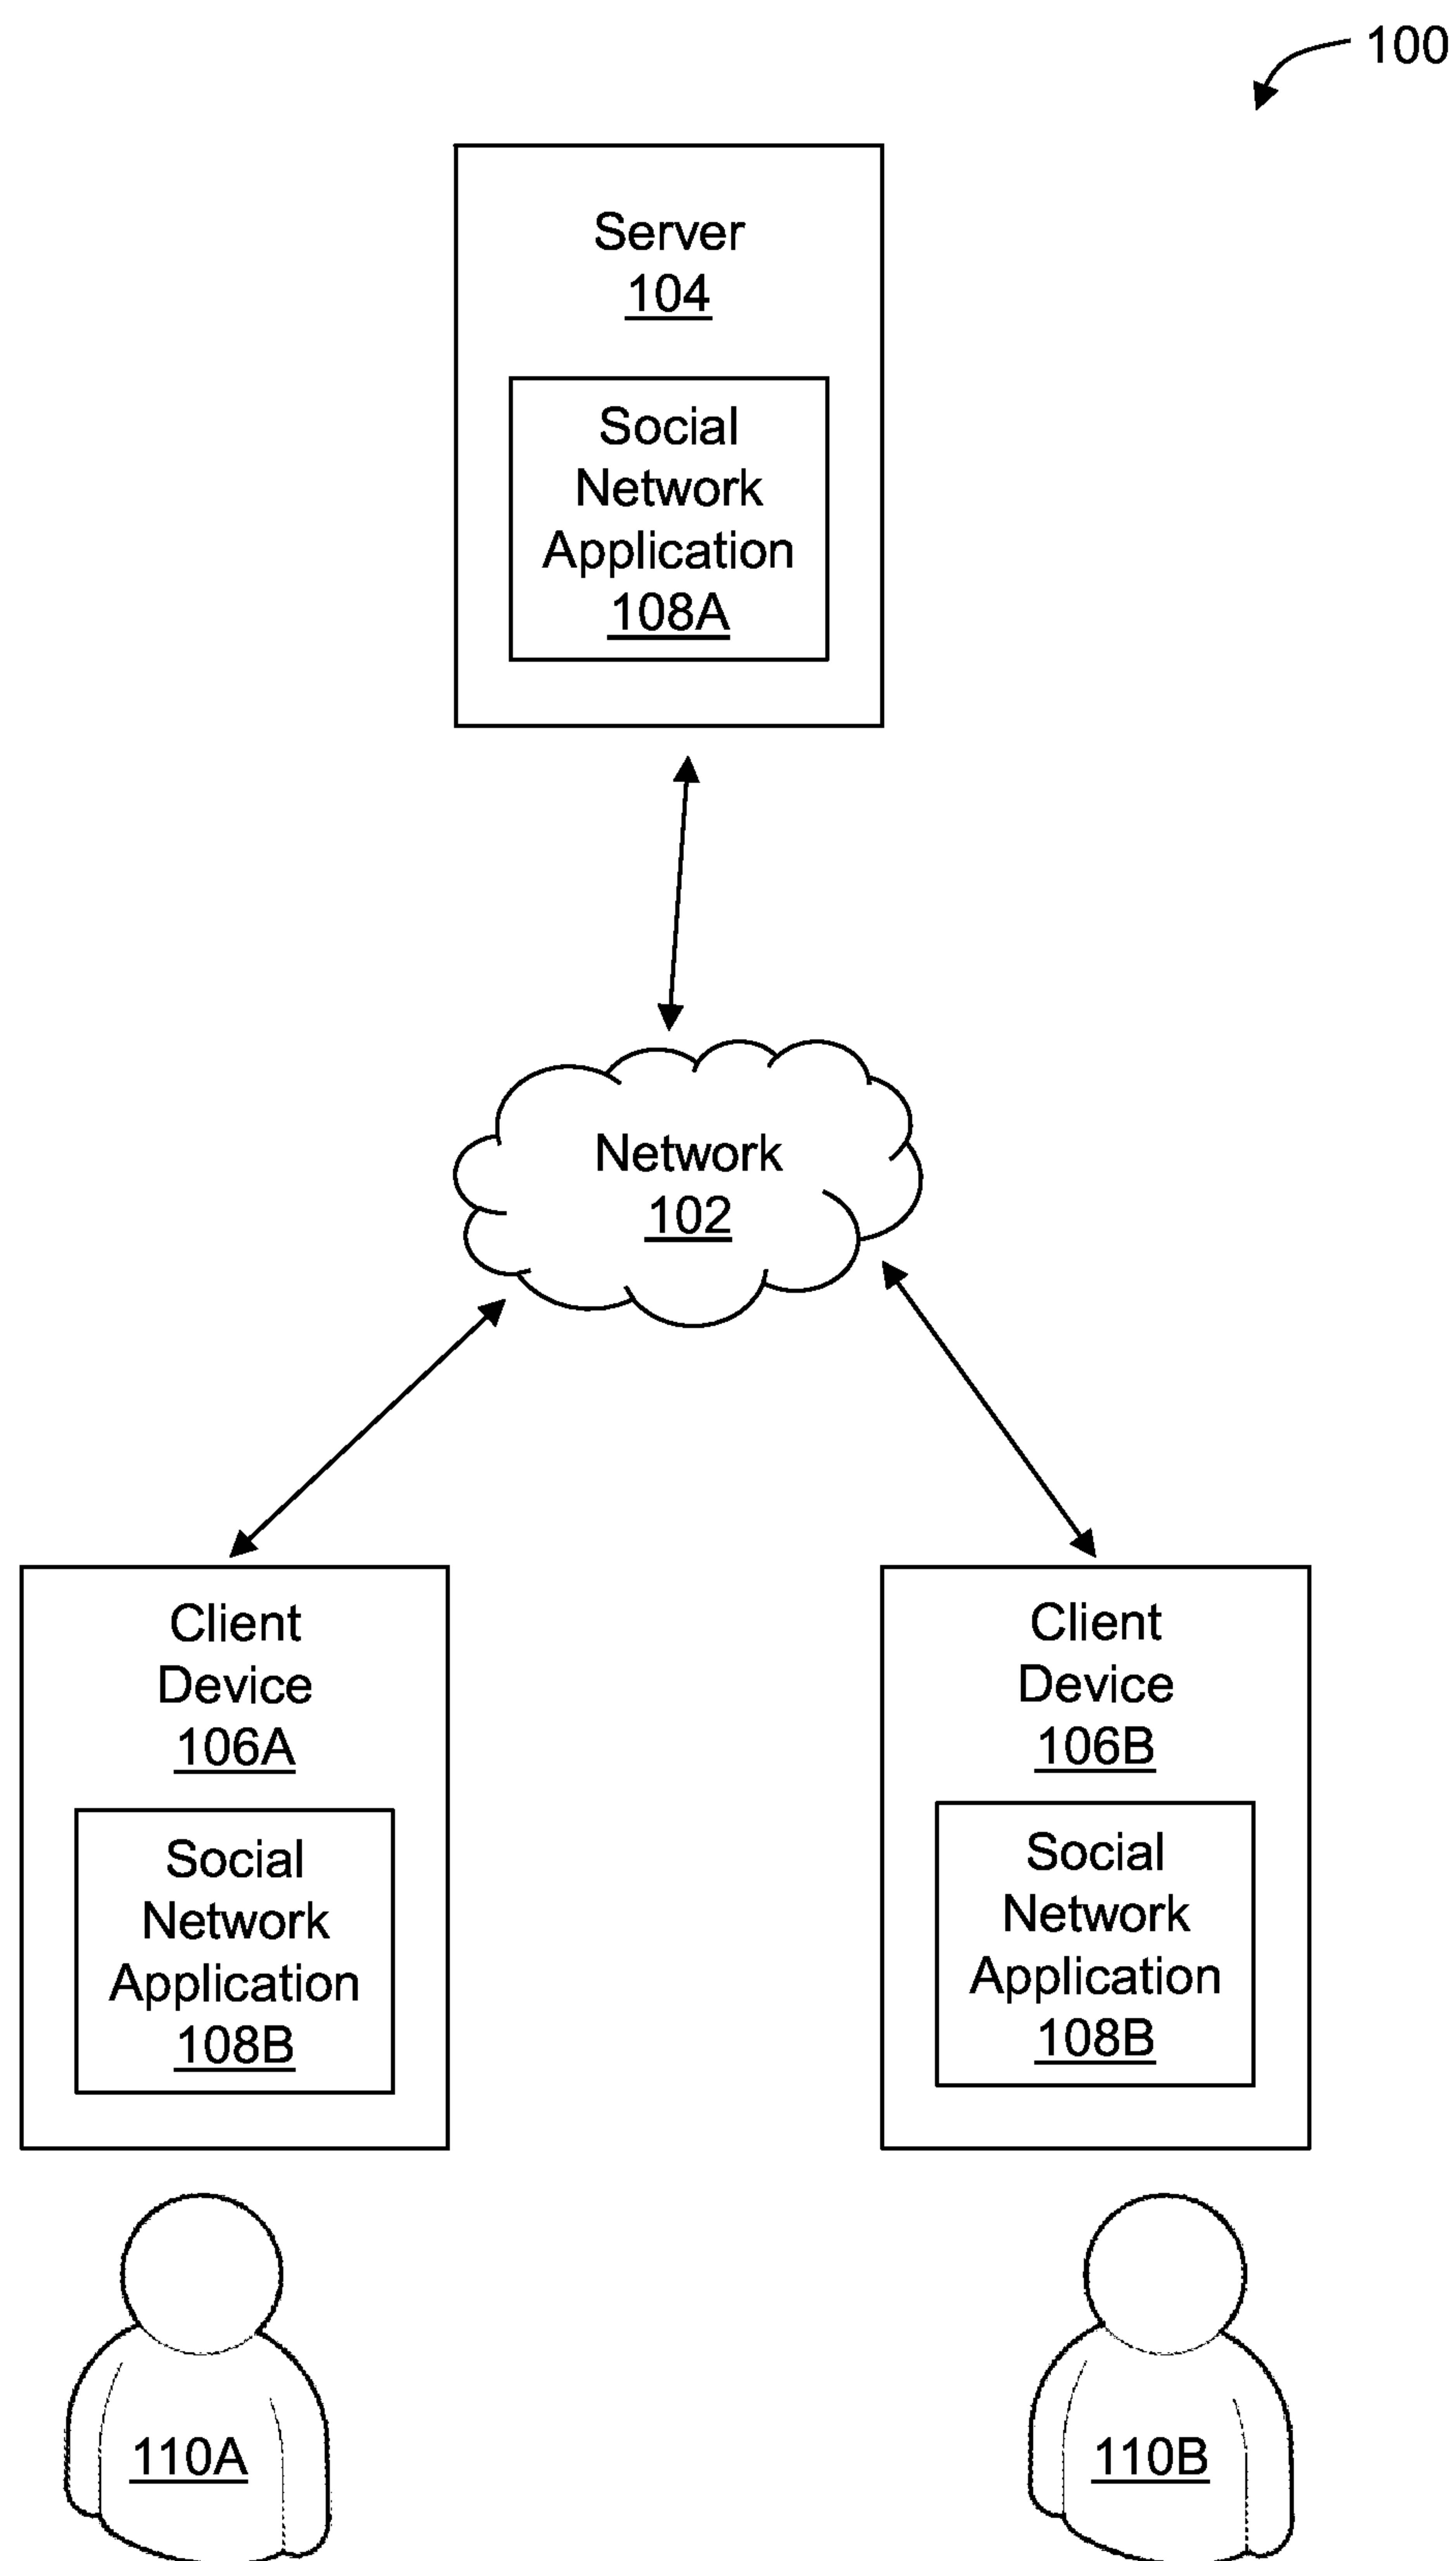 100
Server
104
Social
Network
Application
108A
Network
102
Client
Device
106A
Social
Network
Application
108B
Client
Device
106B
Social
Network
Application
108B
110A
110B